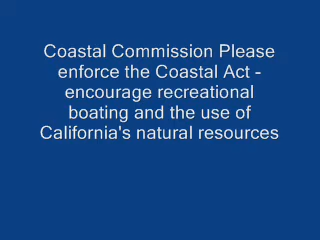 Coastal Commission Please
enforce the Coastal Act -
encourage recreational
boating and the use of
California's natural resources